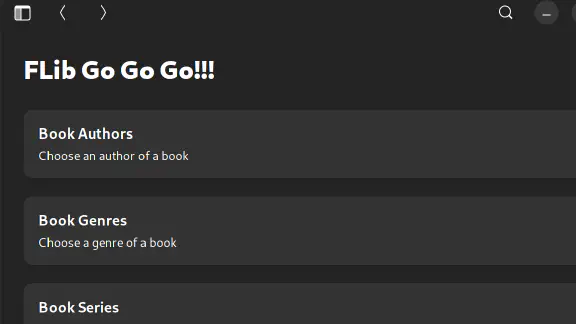 FLib Go Go Go!!!
Book Authors
Choose an author of a book
Book Genres
Choose a genre of a book
Book Series